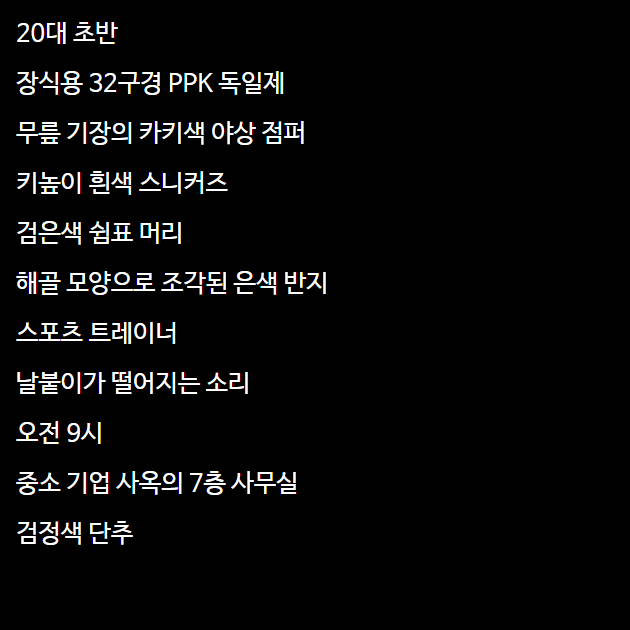 20대 초반
장식용 32구경 PPK 독일제
무릎 기장의 카키색 야상 점퍼
키높이 흰색 스니커즈
검은색 쉼표 머리
해골 모양으로 조각된 은색 반지
스포츠 트레이너
날붙이가 떨어지는 소리
오전 9시
중소 기업 사옥의 7층 사무실
검정색 단추